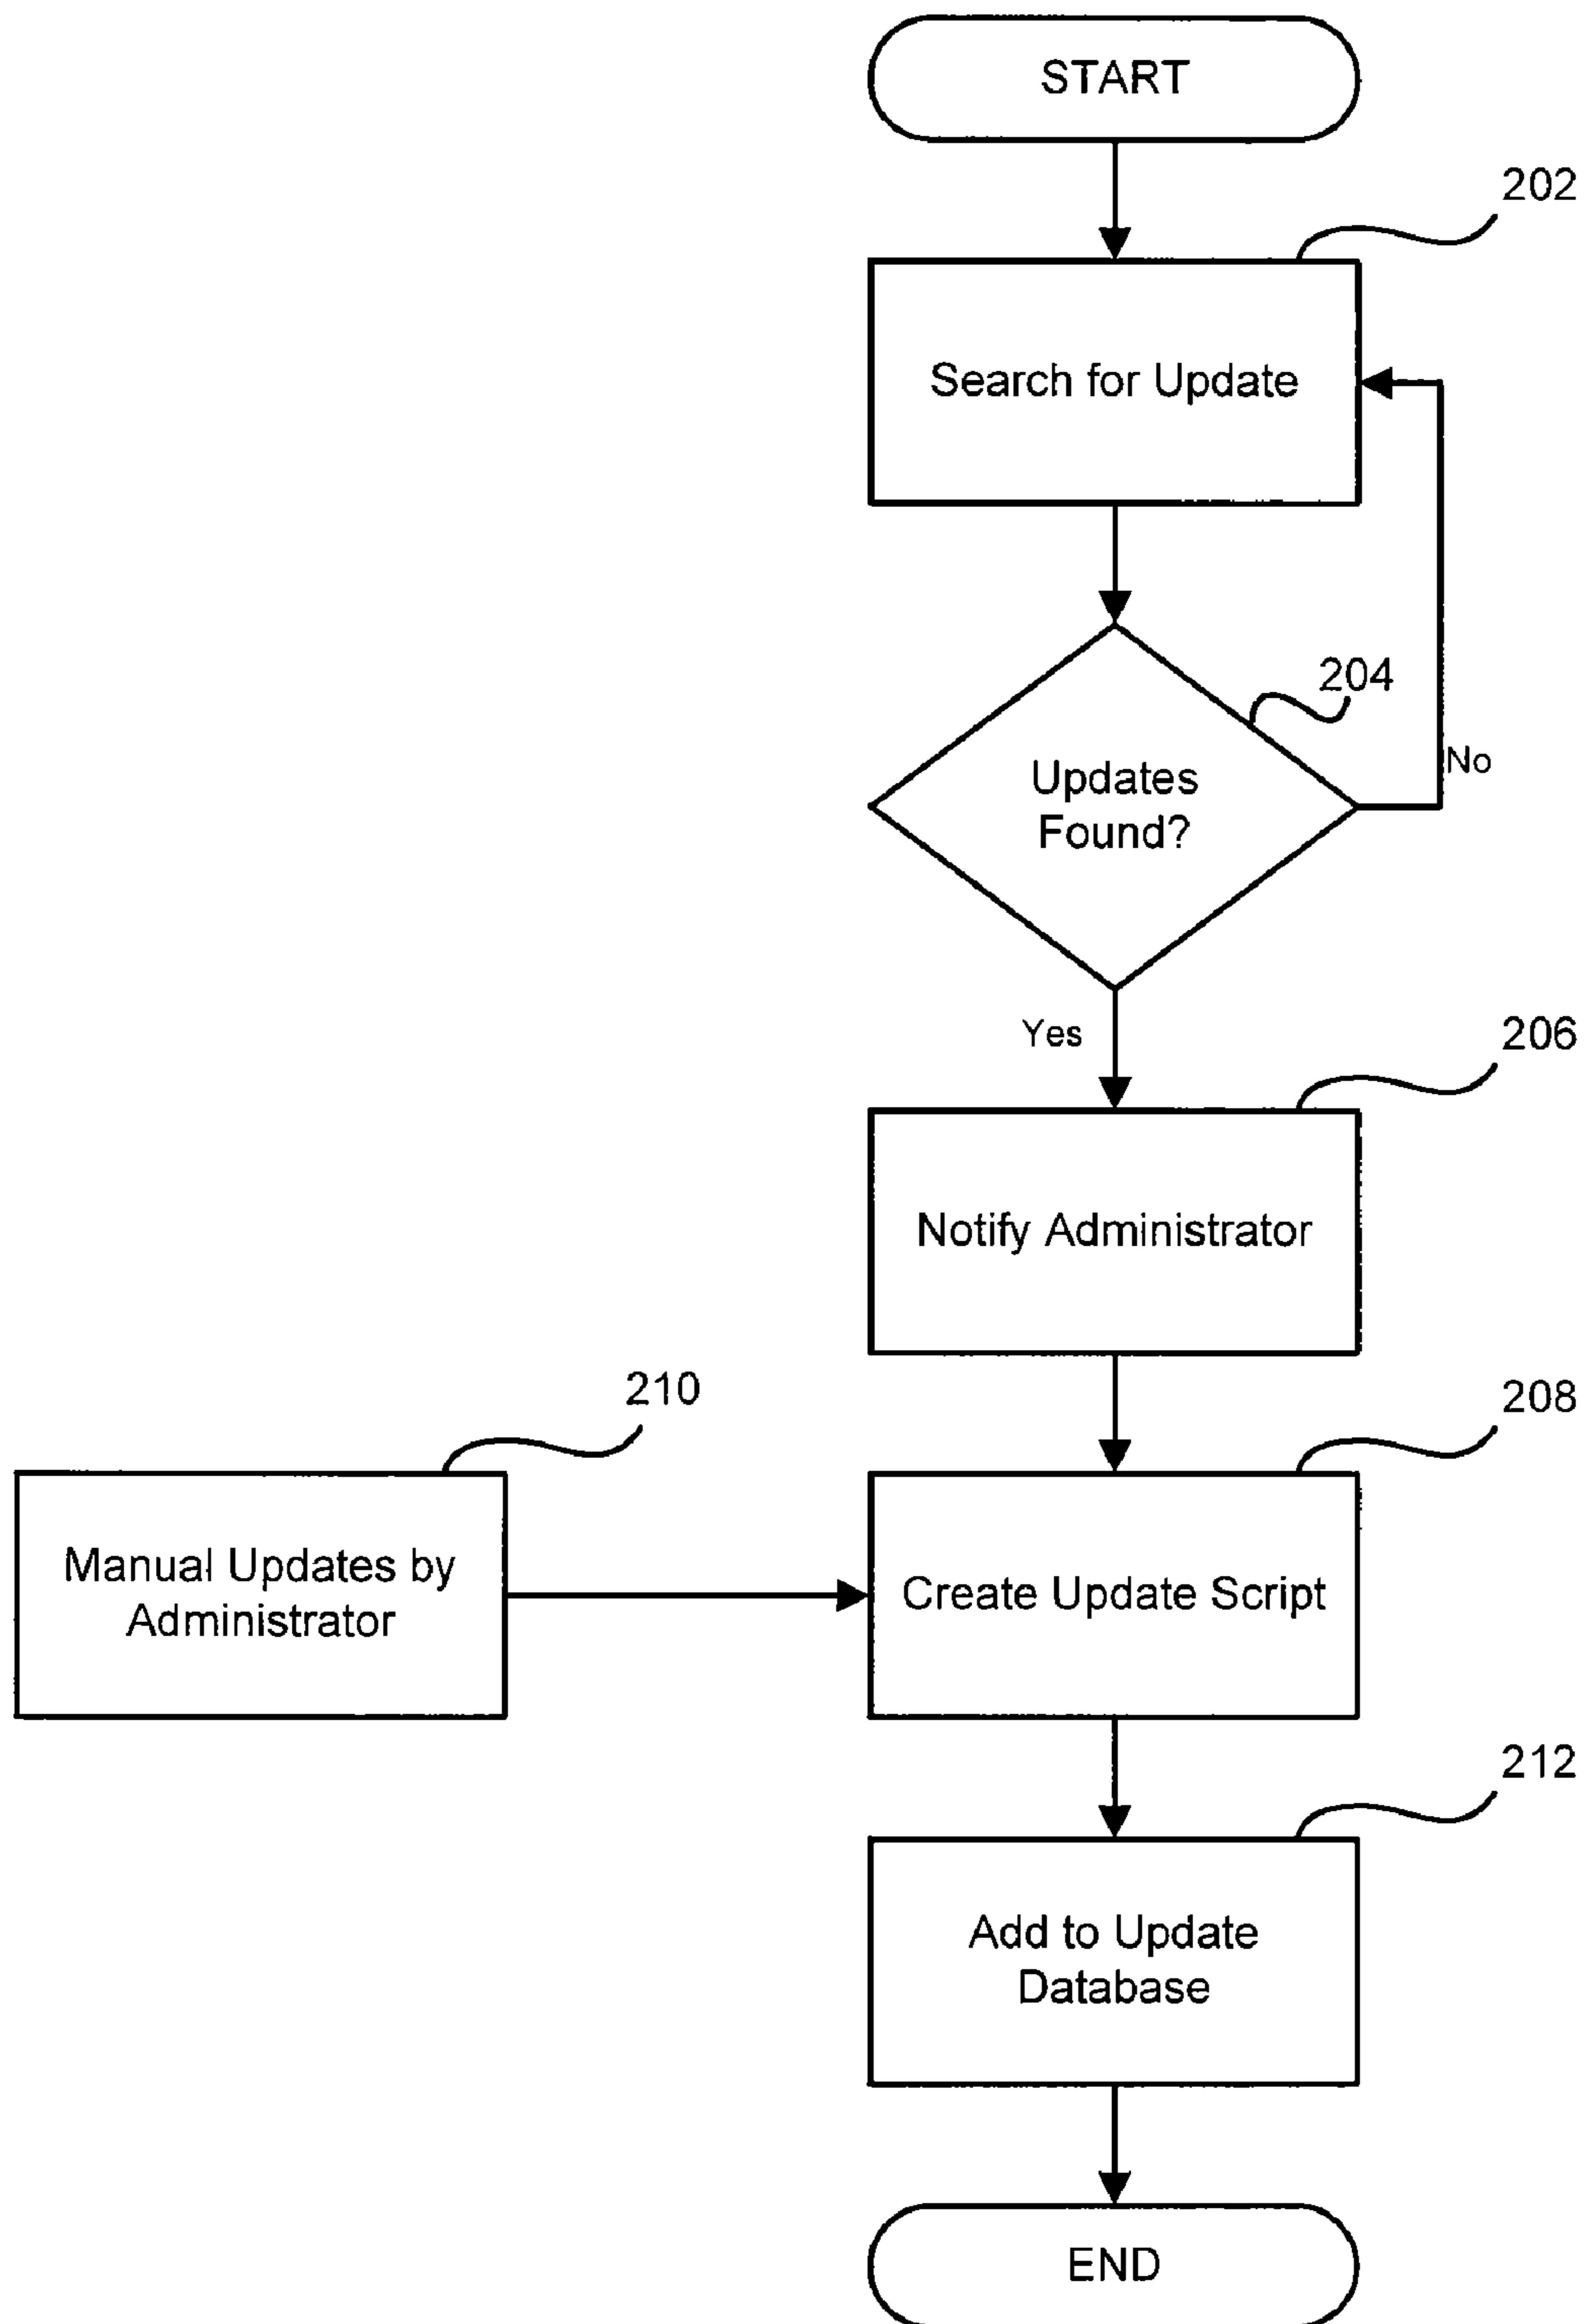 START
202
Search for Update
204
Updates
Found?
No
Yes
206
Notify Administrator
210
208
Manual Updates by
Administrator
Create Update Script
212
Add to Update
Database
END